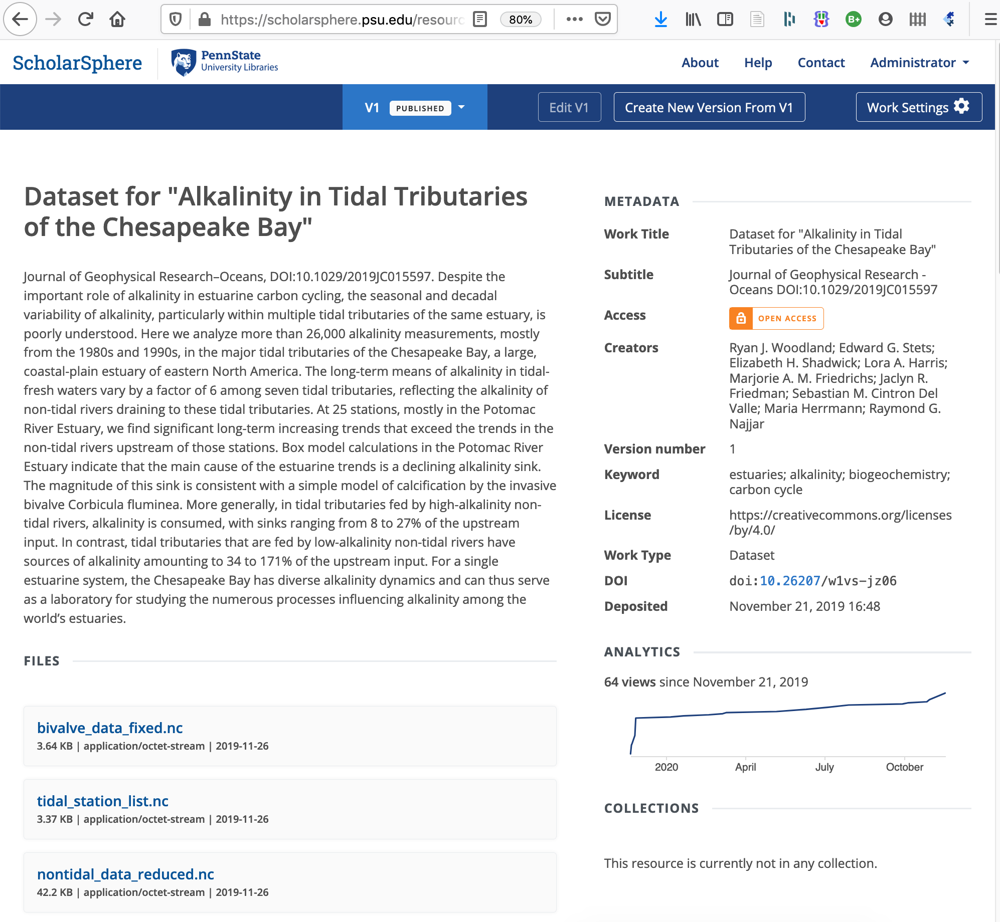 https://scholarsphere.psu.edu/resourc
80%
B+
ScholarSphere
PennState
University Libraries
About
Help
Contact
Administrator
V1
PUBLISHED
Edit V1
Create New Version From V1
Work Settings
Dataset for "Alkalinity in Tidal Tributaries
of the Chesapeake Bay"
Journal of Geophysical Research–Oceans, DOI:10.1029/2019JC015597. Despite the
important role of alkalinity in estuarine carbon cycling, the seasonal and decadal
variability of alkalinity, particularly within multiple tidal tributaries of the same estuary, is
poorly understood. Here we analyze more than 26,000 alkalinity measurements, mostly
from the 1980s and 1990s, in the major tidal tributaries of the Chesapeake Bay, a large,
coastal-plain estuary of eastern North America. The long-term means of alkalinity in tidal-
fresh waters vary by a factor of 6 among seven tidal tributaries, reflecting the alkalinity of
non-tidal rivers draining to these tidal tributaries. At 25 stations, mostly in the Potomac
River Estuary, we find significant long-term increasing trends that exceed the trends in the
non-tidal rivers upstream of those stations. Box model calculations in the Potomac River
Estuary indicate that the main cause of the estuarine trends is a declining alkalinity sink.
The magnitude of this sink is consistent with a simple model of calcification by the invasive
bivalve Corbicula fluminea. More generally, in tidal tributaries fed by high-alkalinity non-
tidal rivers, alkalinity is consumed, with sinks ranging from 8 to 27% of the upstream
input. In contrast, tidal tributaries that are fed by low-alkalinity non-tidal rivers have
sources of alkalinity amounting to 34 to 171% of the upstream input. For a single
estuarine system, the Chesapeake Bay has diverse alkalinity dynamics and can thus serve
as a laboratory for studying the numerous processes influencing alkalinity among the
world's estuaries.
FILES
bivalve_data_fixed.nc
3.64 KB | application/octet-stream | 2019-11-26
tidal_station_list.nc
3.37 KB | application/octet-stream | 2019-11-26
nontidal_data_reduced.nc
42.2 KB | application/octet-stream | 2019-11-26
METADATA
Work Title
Dataset for "Alkalinity in Tidal
Tributaries of the Chesapeake Bay"
Subtitle
Journal of Geophysical Research -
Oceans DOI:10.1029/2019JC015597
Access
OPEN ACCESS
Creators
Ryan J. Woodland; Edward G. Stets;
Elizabeth H. Shadwick; Lora A. Harris;
Marjorie A. M. Friedrichs; Jaclyn R.
Friedman; Sebastian M. Cintron Del
Valle; Maria Herrmann; Raymond G.
Najjar
Version number
1
Keyword
estuaries; alkalinity; biogeochemistry;
carbon cycle
License
https://creativecommons.org/licenses
/by/4.0/
Work Type
Dataset
DOI
doi:10.26207/w1vs-jz06
Deposited
November 21, 2019 16:48
ANALYTICS
64 views since November 21, 2019
2020
April
July
October
COLLECTIONS
This resource is currently not in any collection.